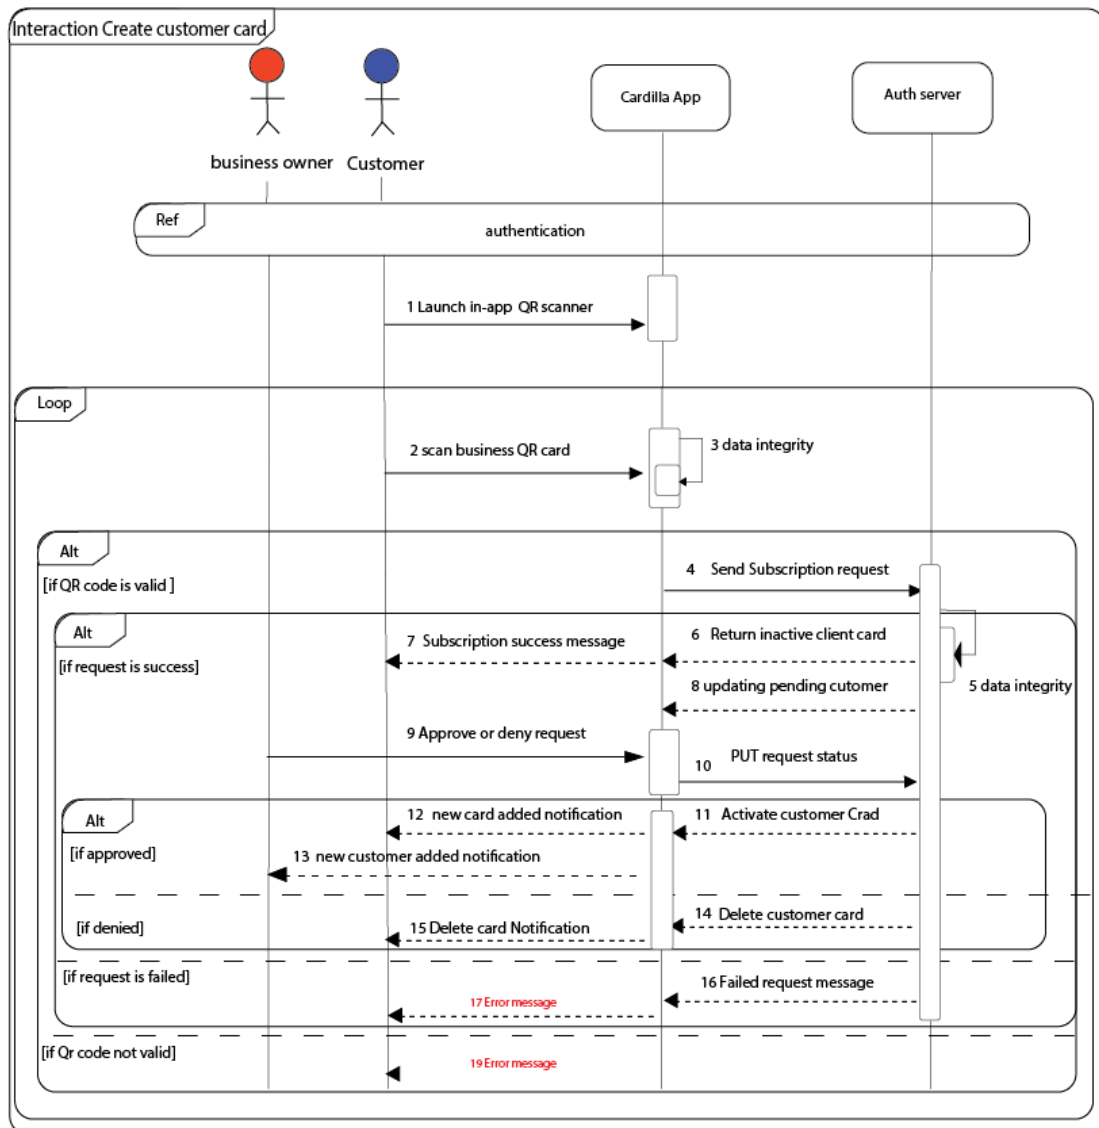 Interaction Create customer card
business owner
Customer
Cardilla App
Auth server
Ref
authentication
1 Launch in-app QR scanner
Loop
2 scan business QR card
3 data integrity
Alt
[if QR code is valid ]
4 Send Subscription request
Alt
[if request is success]
7 Subscription success message
6 Return inactive client card
5 data integrity
8 updating pending cutomer
9 Approve or deny request
10 PUT request status
Alt
[if approved]
12 new card added notification
11 Activate customer Crad
13 new customer added notification
[if denied]
15 Delete card Notification
14 Delete customer card
[if request is failed]
16 Failed request message
17 Error message
[if Qr code not valid]
19 Error message